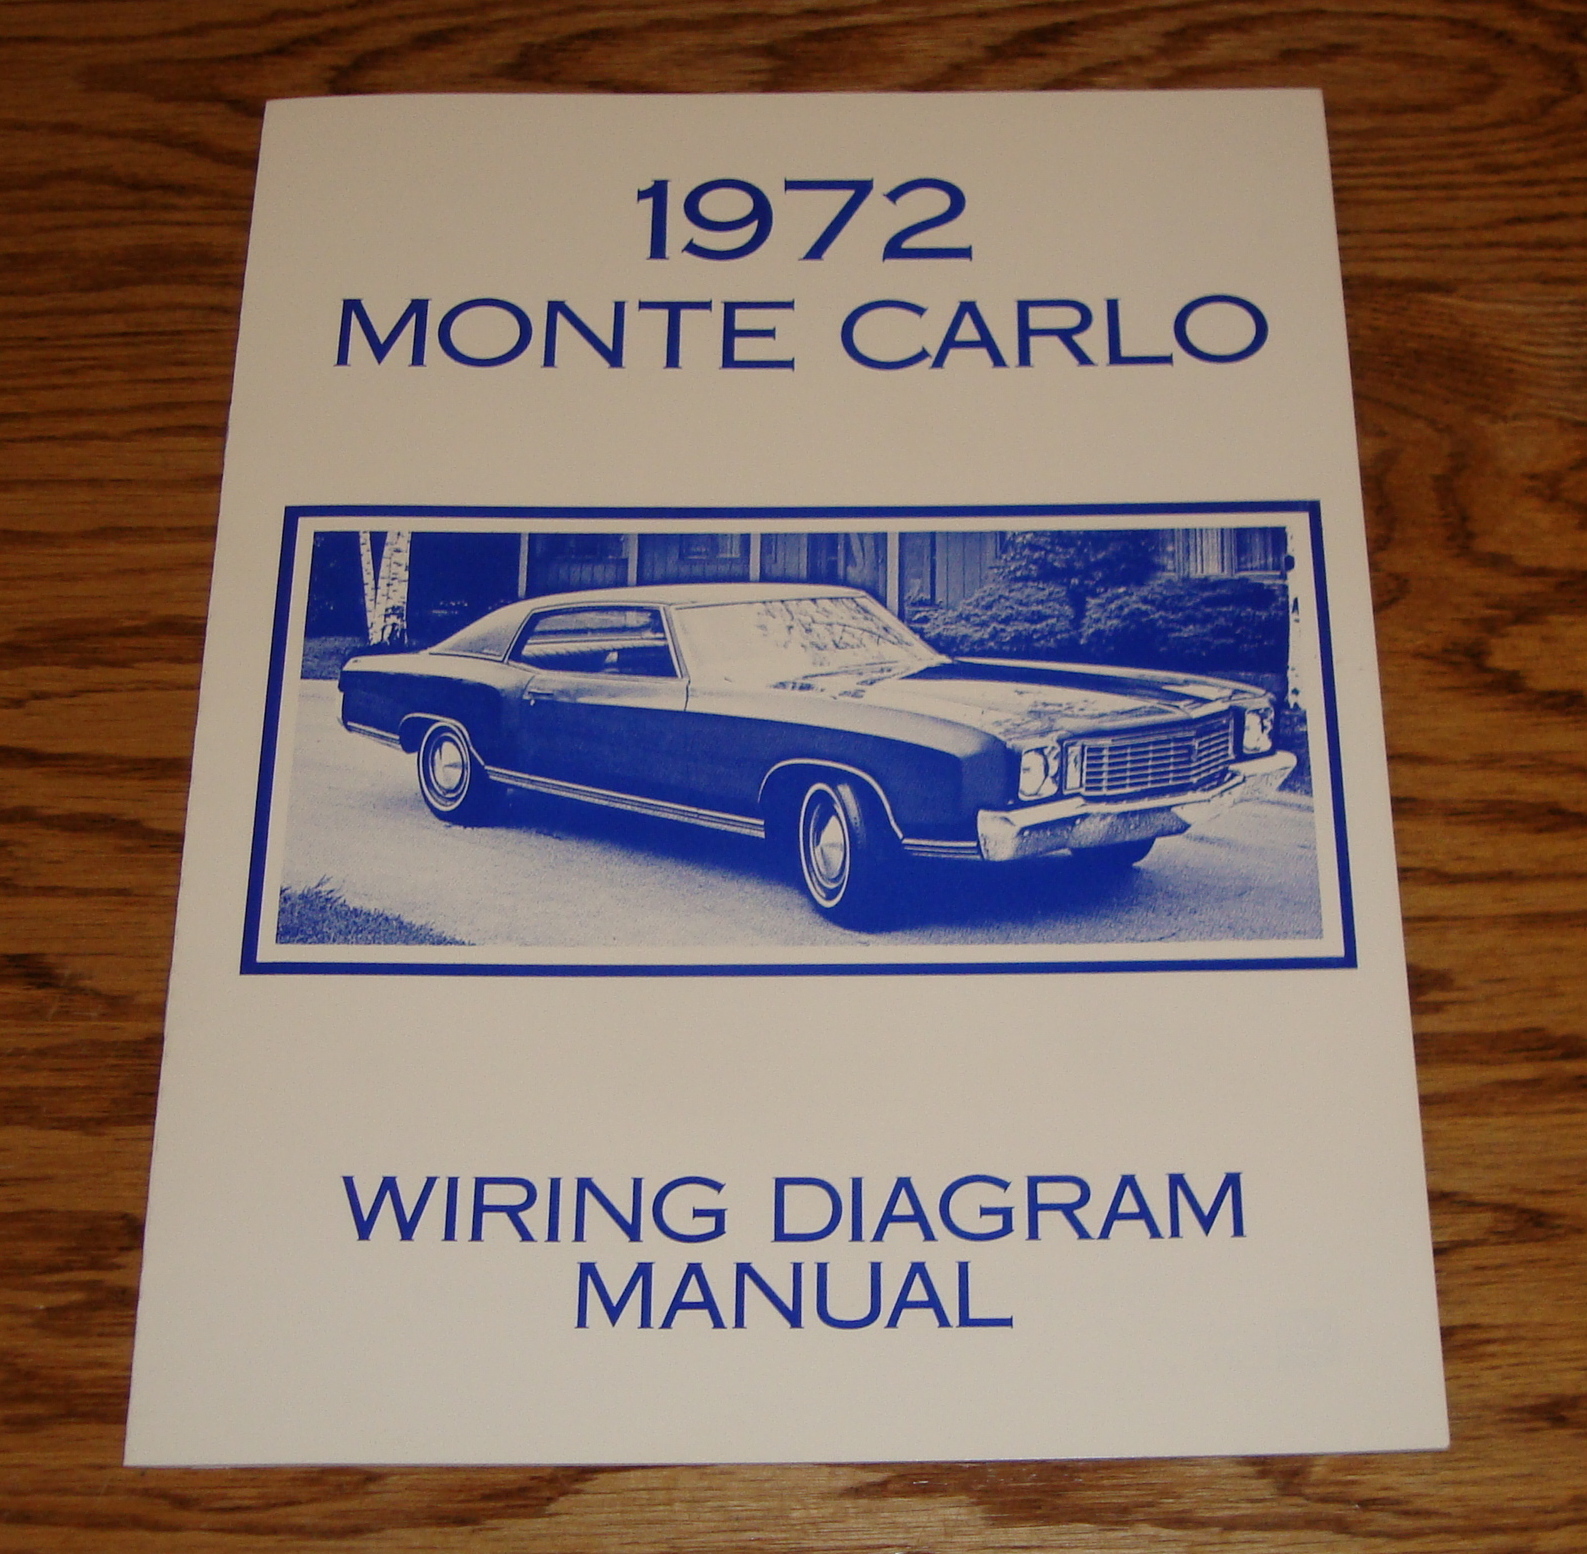 1972
MONTE CARLO
WIRING DIAGRAM
MANUAL